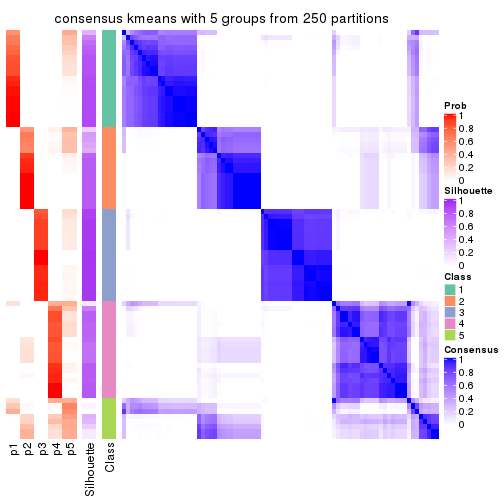 consensus kmeans with 5 groups from 250 partitions
Prob
1
0.8
0.6
0.4
0.2
0
Silhouette
1
0.8
0.6
0.4
0.2
0
Class
1
2
3
4
5
Consensus
1
0.8
0.6
0.4
0.2
0
p1
p2
p3
p4
p5
Silhouette
Class